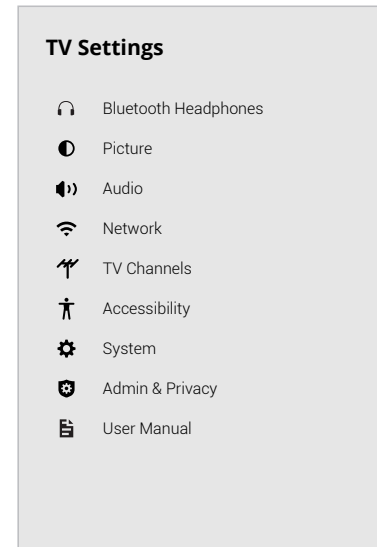 TV Settings
Bluetooth Headphones
Picture
Audio
Network
TV Channels
Accessibility
System
Admin & Privacy
User Manual